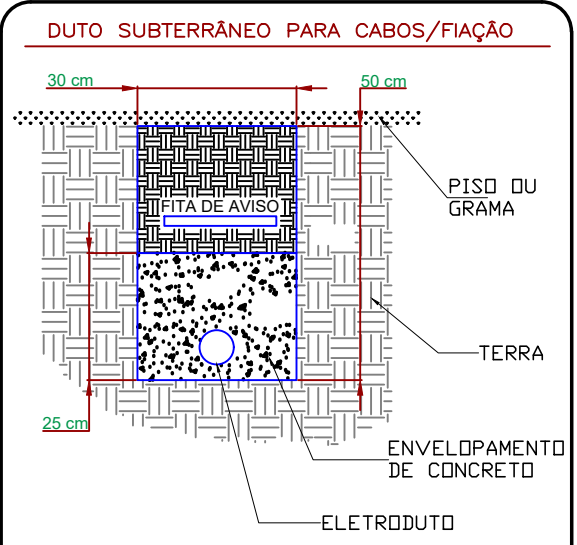 DUTO SUBTERRÂNEO PARA CABOS/FIAÇÃO
30 cm
50 cm
FITA DE AVISO
PISO OU
GRAMA
TERRA
25 cm
ENVELOPAMENTO
DE CONCRETO
ELETRODUTO